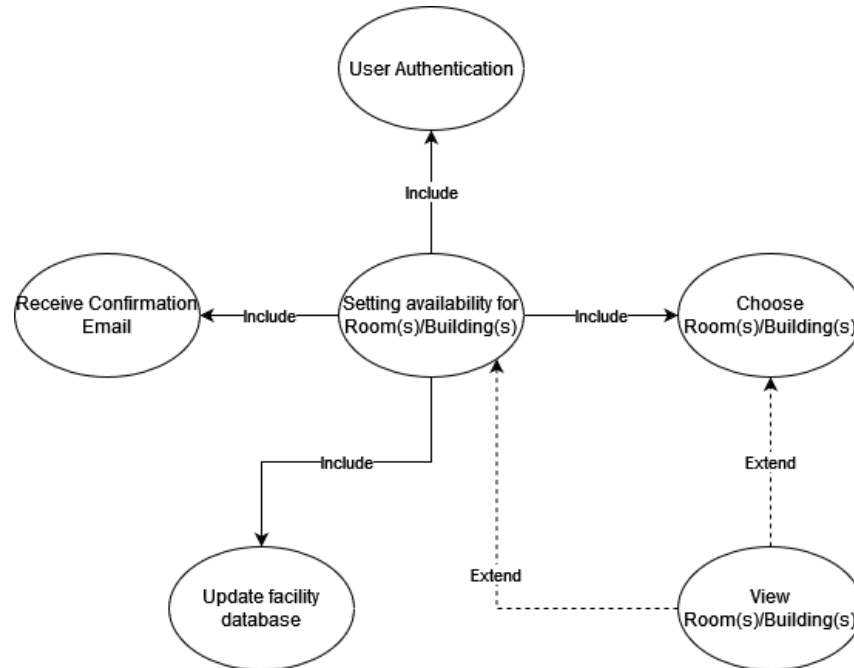 User Authentication
Include
Receive Confirmation
Email
Include
Setting availability for
Room(s)/Building(s)
Include
Choose
Room(s)/Building(s)
Include
Extend
Extend
Update facility
database
View
Room(s)/Building(s)